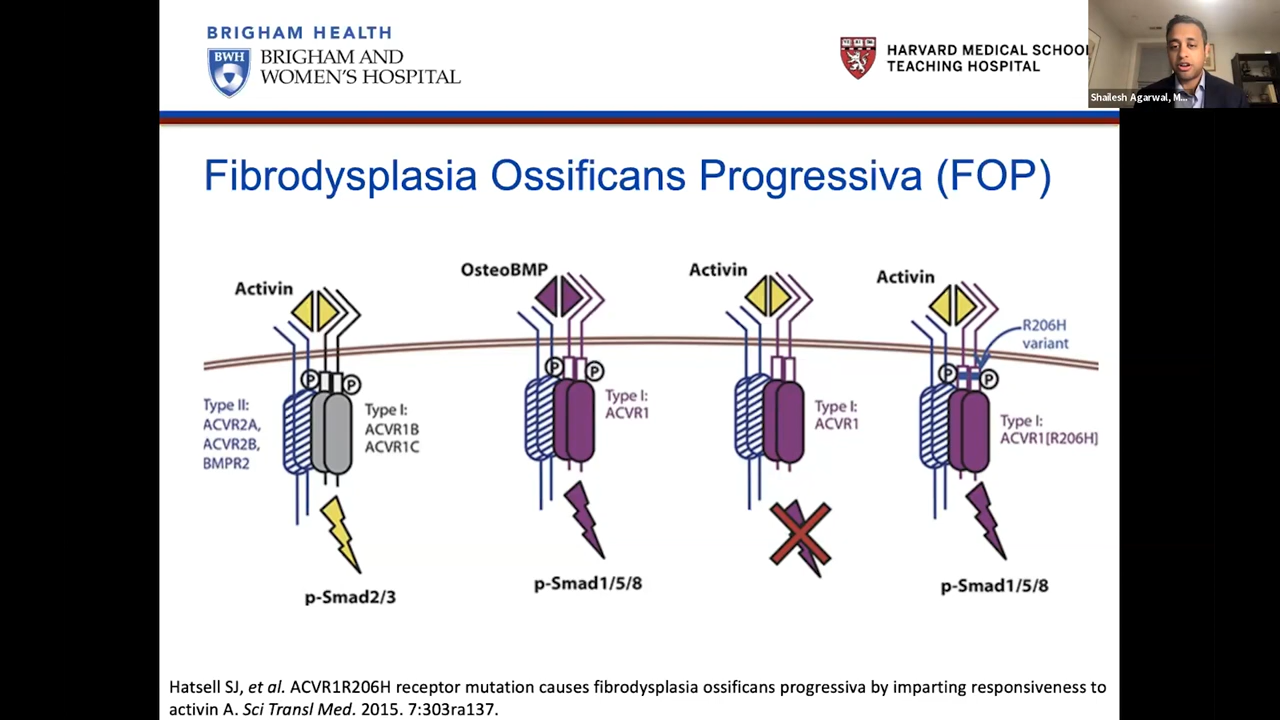 BRIGHAM HEALTH
BWH
BRIGHAM AND
WOMEN'S HOSPITAL
HARVARD MEDICAL SCHOOL
TEACHING HOSPITAL
Shailesh Agarwal, M...
Fibrodysplasia Ossificans Progressiva (FOP)
Activin
P
P
Type II:
ACVR2A,
ACVR2B,
BMPR2
Type I:
ACVR1B
ACVR1C
p-Smad2/3
OsteoBMP
P
P
Type I:
ACVR1
p-Smad1/5/8
Activin
Type I:
ACVR1
Activin
R206H
variant
P
P
Type I:
ACVR1[R206H]
p-Smad1/5/8
Hatsell SJ, et al. ACVR1R206H receptor mutation causes fibrodysplasia ossificans progressiva by imparting responsiveness to
activin A. Sci Transl Med. 2015. 7:303ra137.